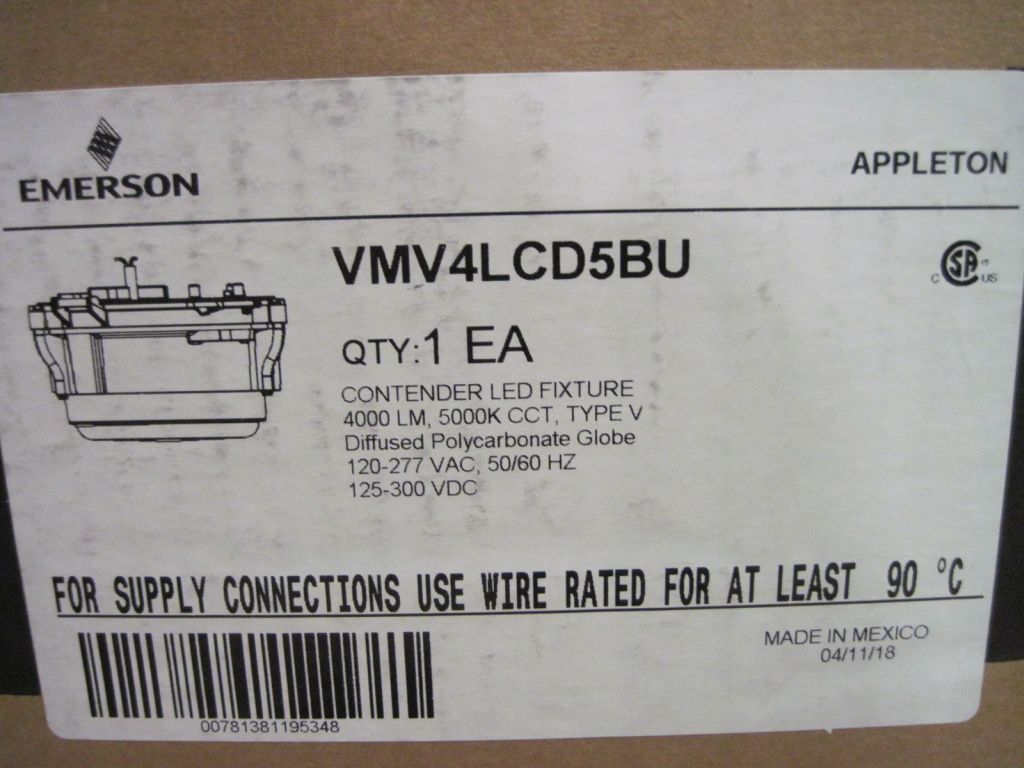 EMERSON
APPLETON
VMV4LCD5BU
C SA US
QTY:1 EA
CONTENDER LED FIXTURE
4000 LM, 5000K CCT, TYPE V
Diffused Polycarbonate Globe
120-277 VAC, 50/60 HZ
125-300 VDC
FOR SUPPLY CONNECTIONS USE WIRE RATED FOR AT LEAST 90 °C
MADE IN MEXICO
04/11/18
00781381195348